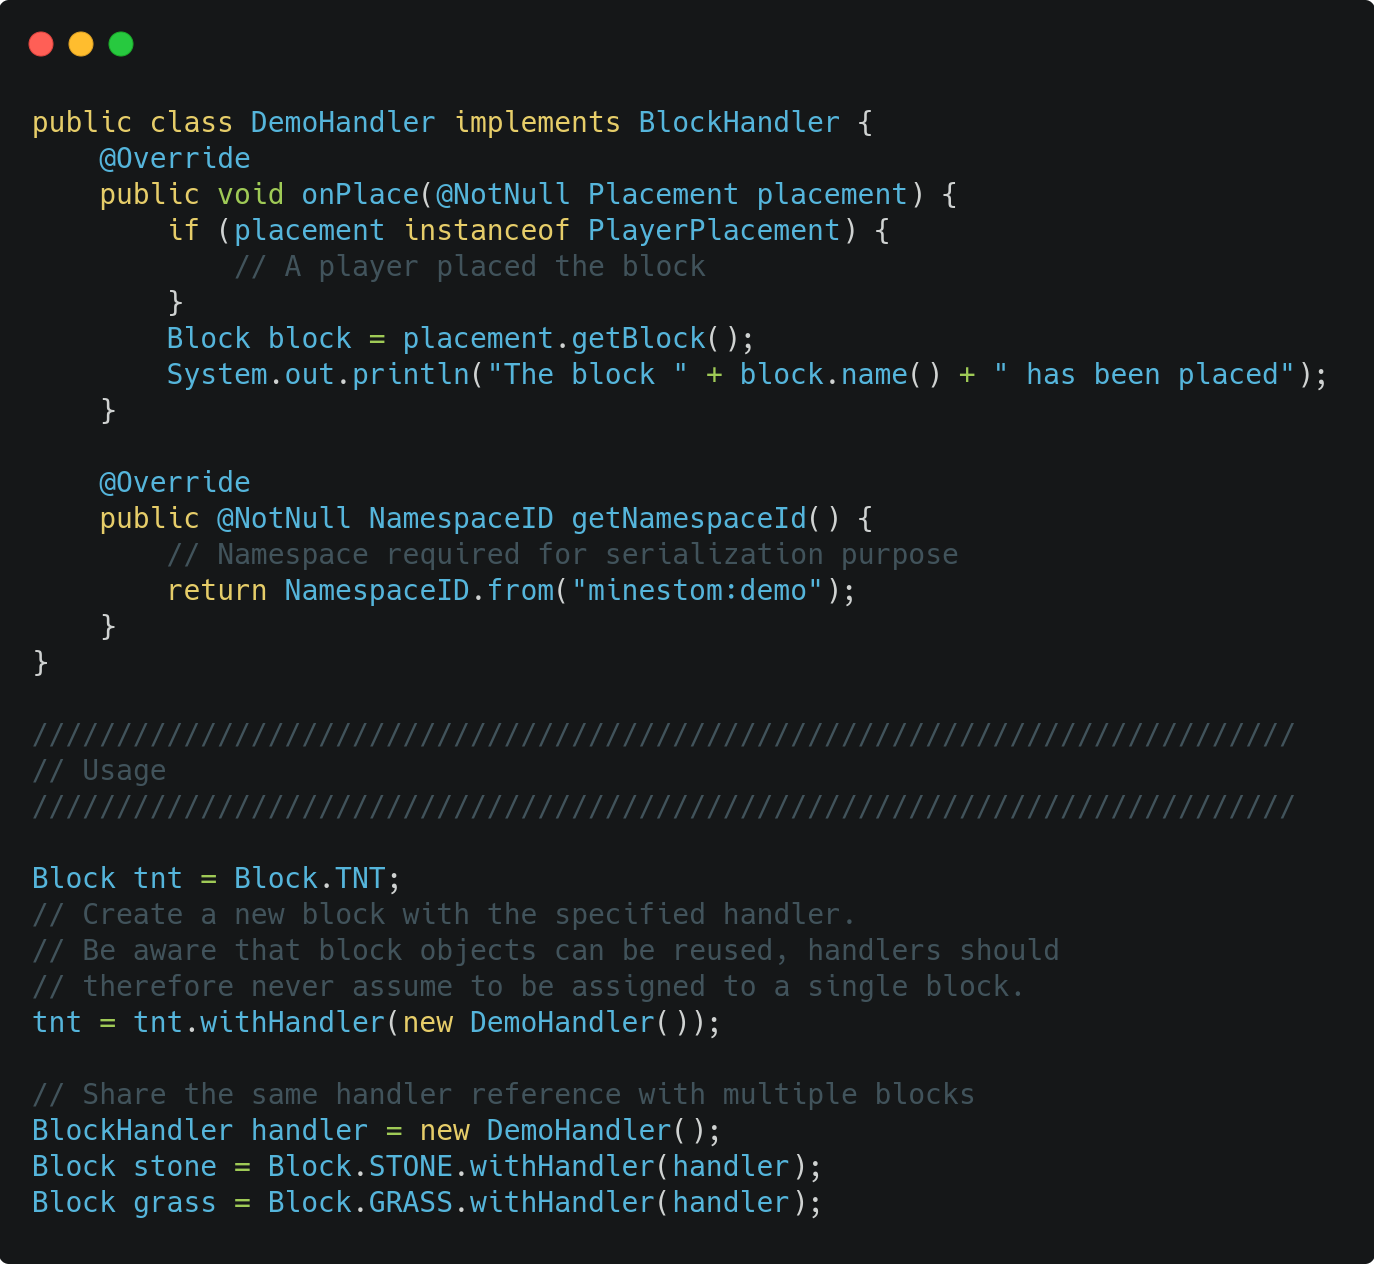 public class DemoHandler implements BlockHandler {
    @Override
    public void onPlace(@NotNull Placement placement) {
        if (placement instanceof PlayerPlacement) {
            // A player placed the block
        }
        Block block = placement.getBlock();
        System.out.println("The block " + block.name() + " has been placed");
    }

    @Override
    public @NotNull NamespaceID getNamespaceId() {
        // Namespace required for serialization purpose
        return NamespaceID.from("minestom:demo");
    }
}

///////////////////////////////////////////////////////////////////////////
// Usage
///////////////////////////////////////////////////////////////////////////

Block tnt = Block.TNT;
// Create a new block with the specified handler.
// Be aware that block objects can be reused, handlers should
// therefore never assume to be assigned to a single block.
tnt = tnt.withHandler(new DemoHandler());

// Share the same handler reference with multiple blocks
BlockHandler handler = new DemoHandler();
Block stone = Block.STONE.withHandler(handler);
Block grass = Block.GRASS.withHandler(handler);